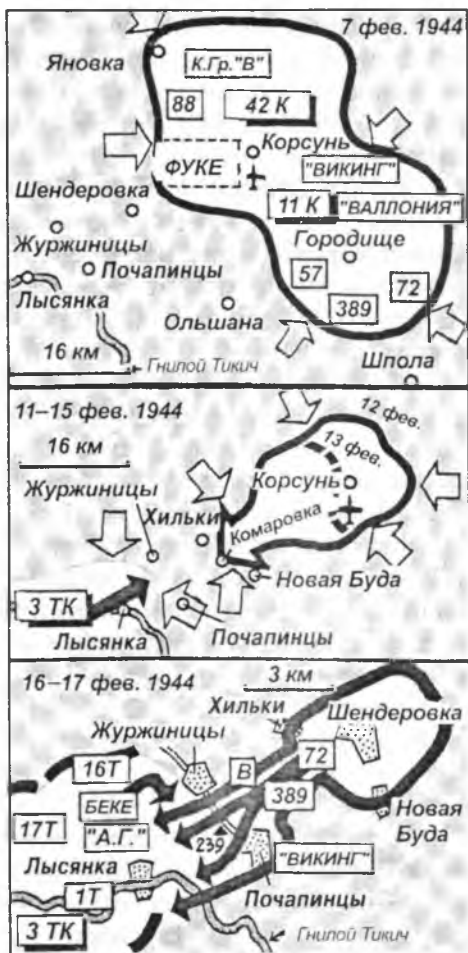 7 фев. 1944
Яновка
К.Гр."В"
88
42 К
ФУКЕ
Корсунь
"ВИКИНГ"
Шендеровка
11 К
"ВАЛЛОНИЯ"
Журжиницы
Городище
Почапинцы
57
72
Лысянка
389
Ольшана
16 км
Гнилой Тикич
Шпола
11–15 фев. 1944
12 фев.
16 км
13 фев.
Журжиницы
Корсунь
Хильки
Комаровка
Новая Буда
3 ТК
Лысянка
Почапинцы
16–17 фев. 1944
3 км
Хильки
Шендеровка
Журжиницы
72
16Т
В
БЕКЕ
389
Новая
Буда
17Т
"А.Г."
239
"ВИКИНГ"
Лысянка
Почапинцы
1Т
3 ТК
Гнилой Тикич